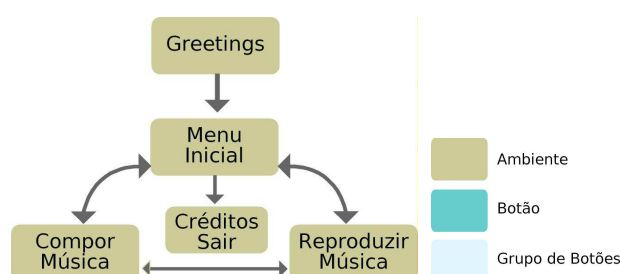 Greetings
Menu
Inicial
Créditos
Sair
Compor
Música
Reproduzir
Música
Ambiente
Botão
Grupo de Botões